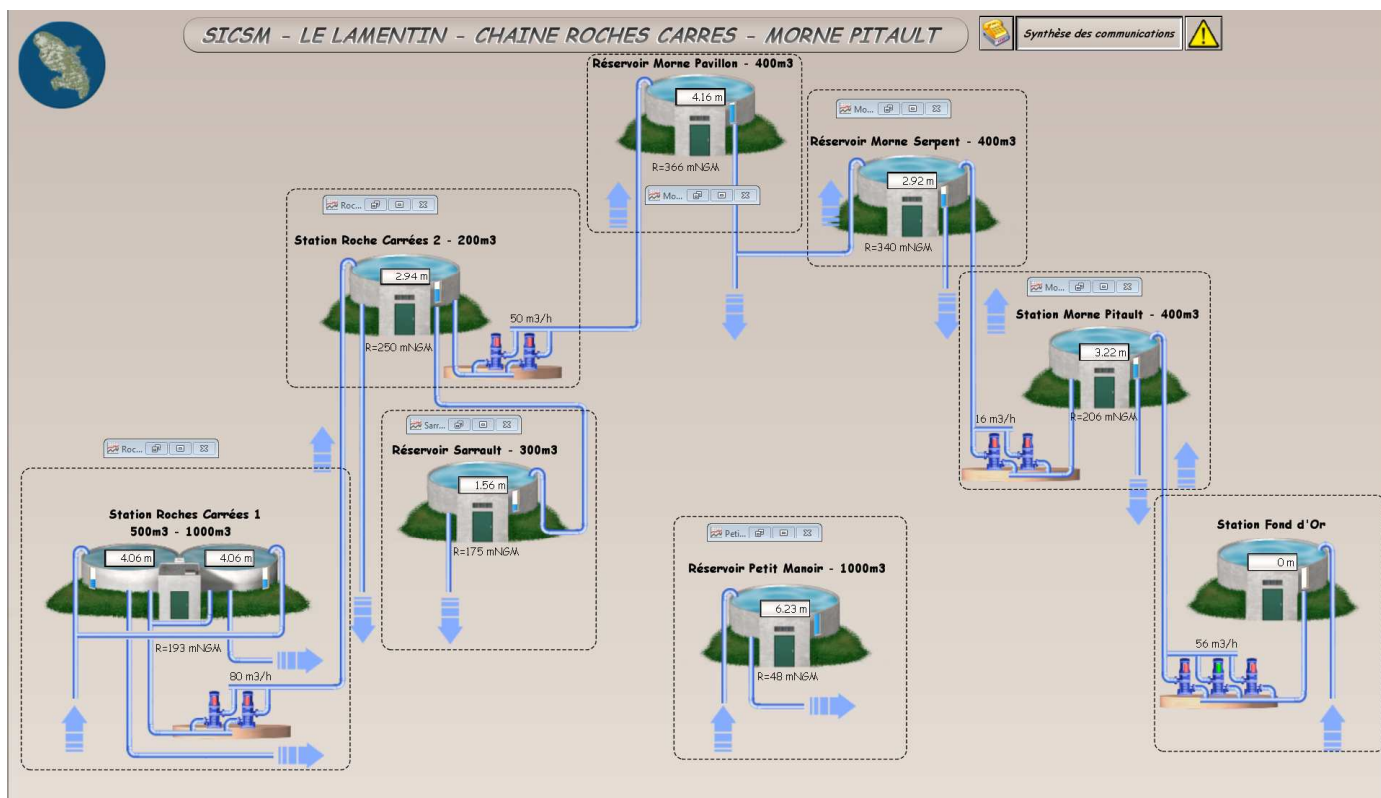 SICSM - LE LAMENTIN - CHAINE ROCHES CARRES - MORNE PITAULT
Synthèse des communications
Réservoir Morne Pavillon - 400m3
4.16 m
R=366 mNGM
Mo...
Mo...
Réservoir Morne Serpent - 400m3
2.92 m
R=340 mNGM
Roc...
Station Roche Carrées 2 - 200m3
2.94 m
R=250 mNGM
50 m3/h
Mo...
Station Morne Pitault - 400m3
3.22 m
R=206 mNGM
16 m3/h
Sarr...
Réservoir Sarrault - 300m3
1.56 m
R=175 mNGM
Roc...
Station Roches Carrées 1
500m3 - 1000m3
4.06 m
4.06 m
R=193 mNGM
80 m3/h
Peti...
Réservoir Petit Manoir - 1000m3
6.23 m
R=48 mNGM
Station Fond d'Or
0 m
56 m3/h